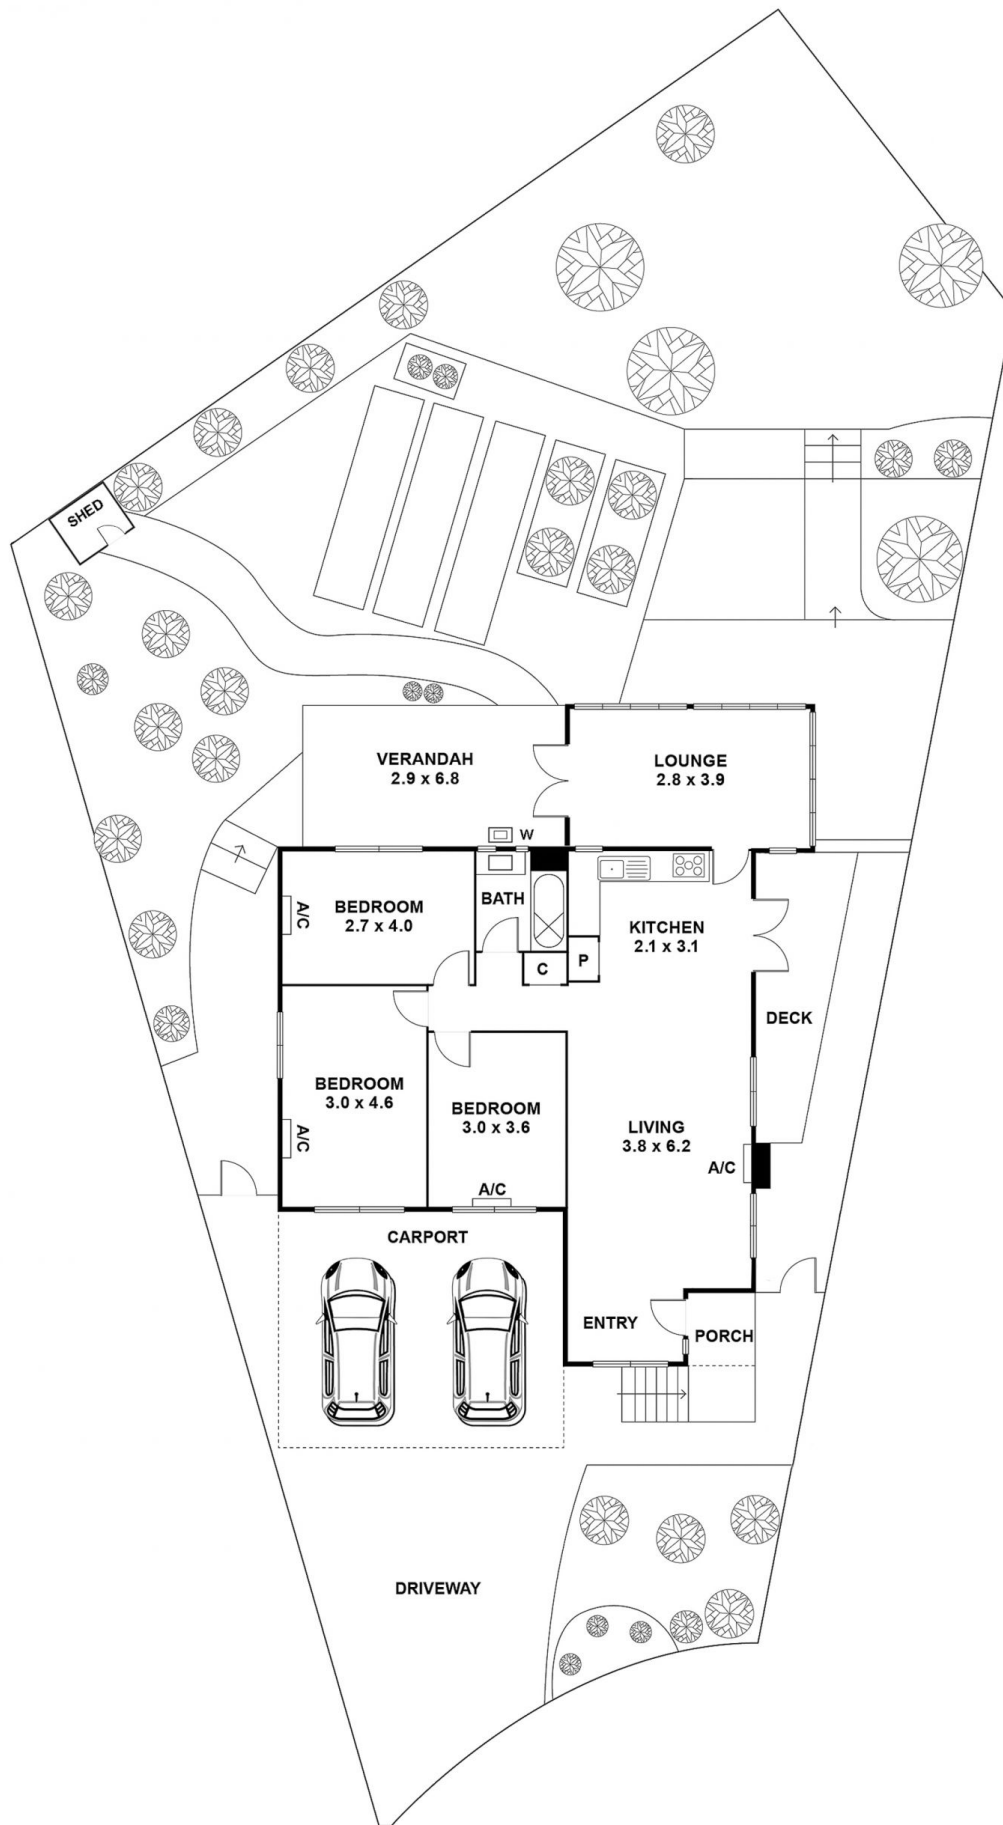 SHED
VERANDAH
2.9 x 6.8
LOUNGE
2.8 x 3.9
W
BATH
A/C
BEDROOM
2.7 x 4.0
KITCHEN
2.1 x 3.1
C
P
DECK
BEDROOM
3.0 x 4.6
A/C
BEDROOM
3.0 x 3.6
A/C
LIVING
3.8 x 6.2
A/C
CARPORT
ENTRY
PORCH
DRIVEWAY